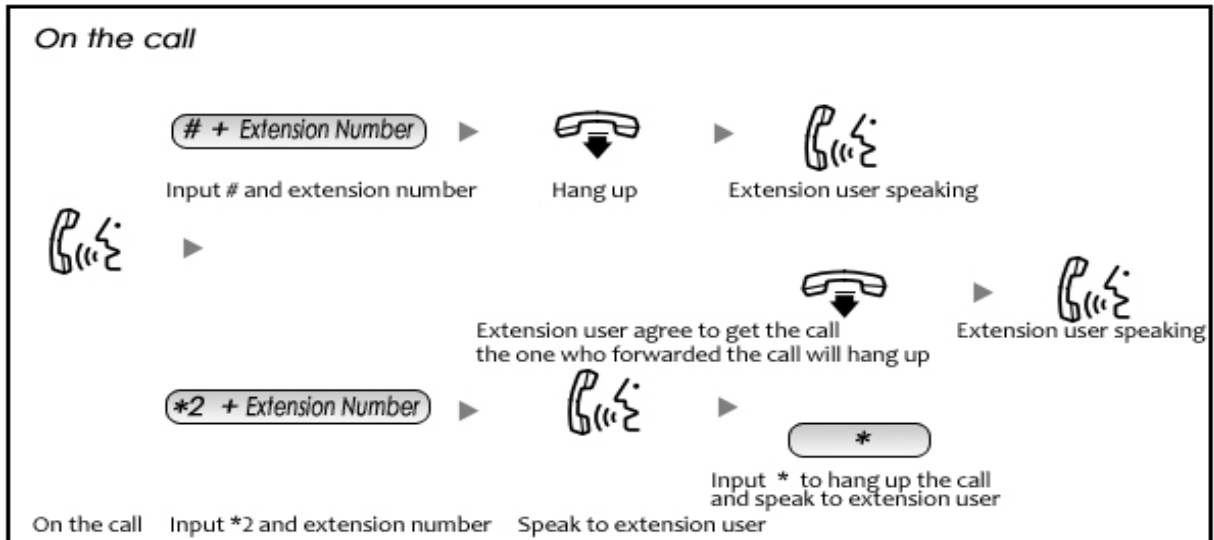 On the call
# + Extension Number
Input # and extension number
Hang up
Extension user speaking
Extension user agree to get the call
the one who forwarded the call will hang up
Extension user speaking
*2 + Extension Number
*
Input * to hang up the call
and speak to extension user
On the call
Input *2 and extension number
Speak to extension user